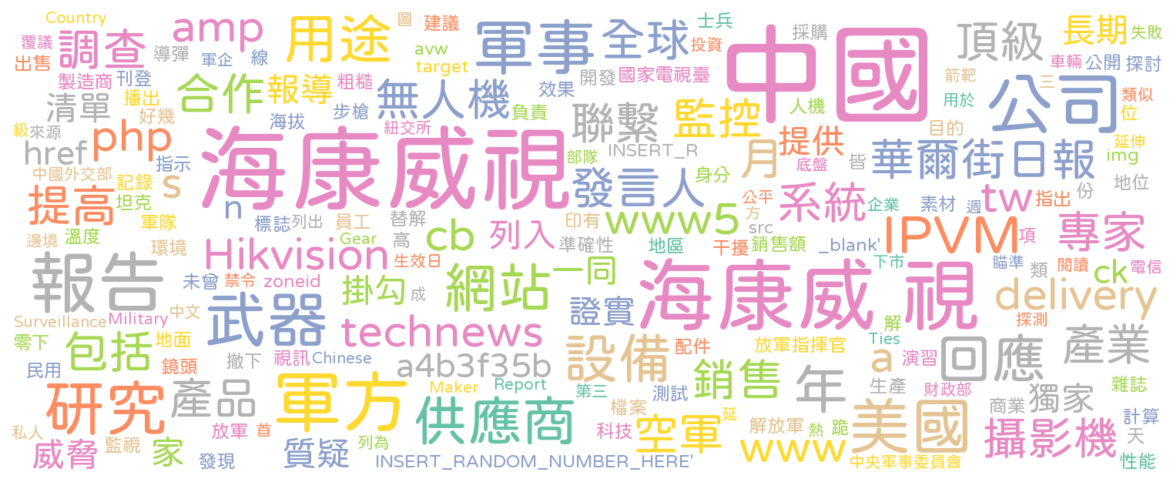 Country 圖 建議 士兵 採購 長期 失敗
覆議 調查 amp 用途 軍事 全球 中國 頂級
出售 導彈 軍企 線 avw target 投資 車輛 公開 探討
製造商 刊登 合作 報導 粗糙 無人機 效果 開發 國家電視臺 箭靶 三 公司
清單 播出 好幾 步槍 負責 聯繫 監控 人機 用於 類似
級 來源 php 海拔 紐交所 提供 目的 位 延伸
href 指示 海康威視 部隊 INSERT_R 月 底盤 皆 華爾街日報 img
中國外交部 記錄 s 發言人 身分 份 地位
提高 坦克 n 標誌 列出 員工 替解 印有 www5 公平 方 系統 企業 素材 週 tw 指出
軍隊 cb 列入 src IPVM 項 專家
邊境 溫度 環境 Hikvision Gear 高 準確性 地區 干擾 銷售額 _blank'
報告 未曾 禁令 zoneid 生效日 掛勾 成 網站 一同 海康威 視 下市 瞄準 類 閱讀 ck 電信
Surveillance Military 中文 武器 technews 證實 delivery
零下 地面 解 探測
包括 鏡頭 撤下 視訊 Chinese a4b3f35b 設備 配件 放軍指揮官 Ties a 演習 回應 產業
民用 Maker Report 第三 測試 銷售 年 生產 財政部 雜誌
研究 產品 軍方 供應商 檔案 延 美國 商業 獨家 計算
私人 放軍 首 列為 科技 空軍 解放軍 熱 跪 攝影機 天
威脅 監視 家 發現 質疑 INSERT_RANDOM_NUMBER_HERE' www 中央軍事委員會 性能